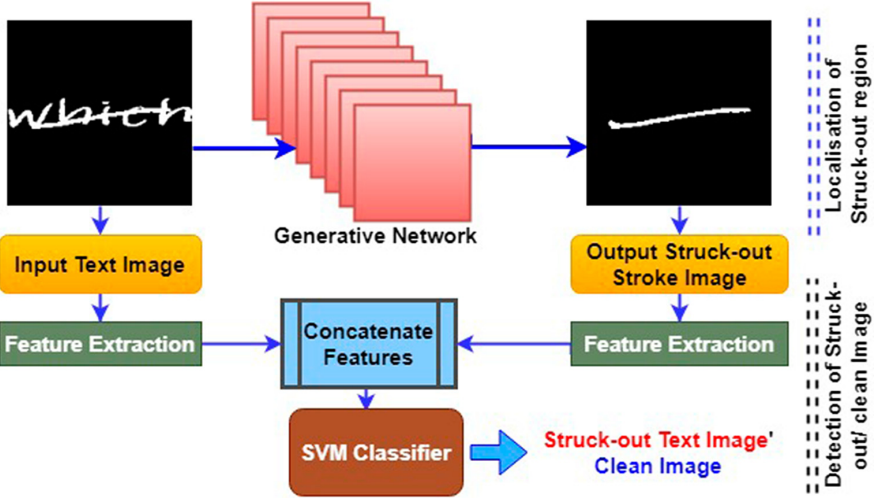 which
Generative Network
Input Text Image
Output Struck-out
Stroke Image
Feature Extraction
Concatenate
Features
Feature Extraction
SVM Classifier
Struck-out Text Image'
Clean Image
Localisation of
Struck-out region
Detection of Struck-
out/ clean Image